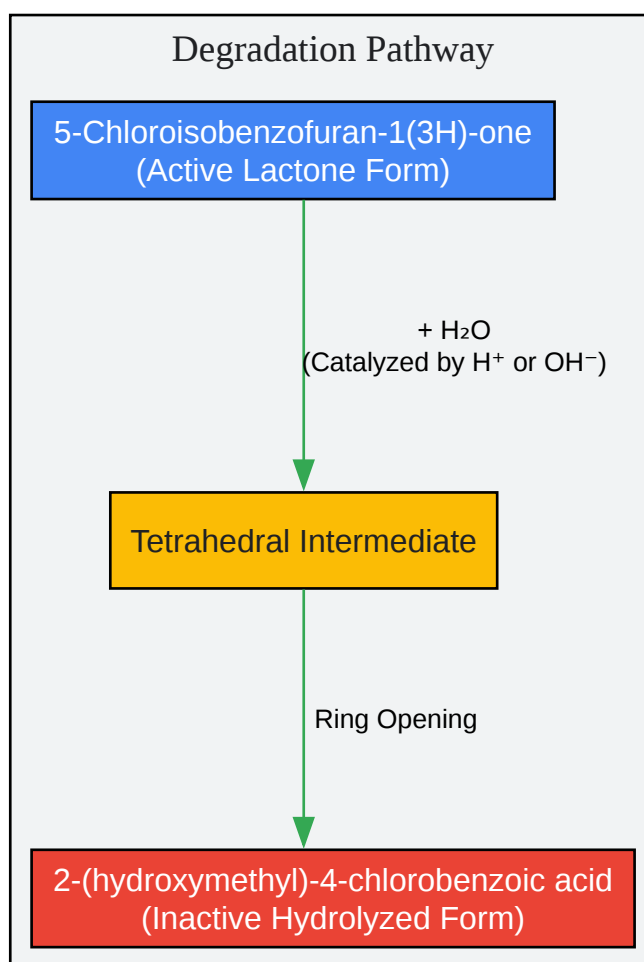 Degradation Pathway
5-Chloroisobenzofuran-1(3H)-one
(Active Lactone Form)
+ H₂O
(Catalyzed by H⁺ or OH⁻)
Tetrahedral Intermediate
Ring Opening
2-(hydroxymethyl)-4-chlorobenzoic acid
(Inactive Hydrolyzed Form)